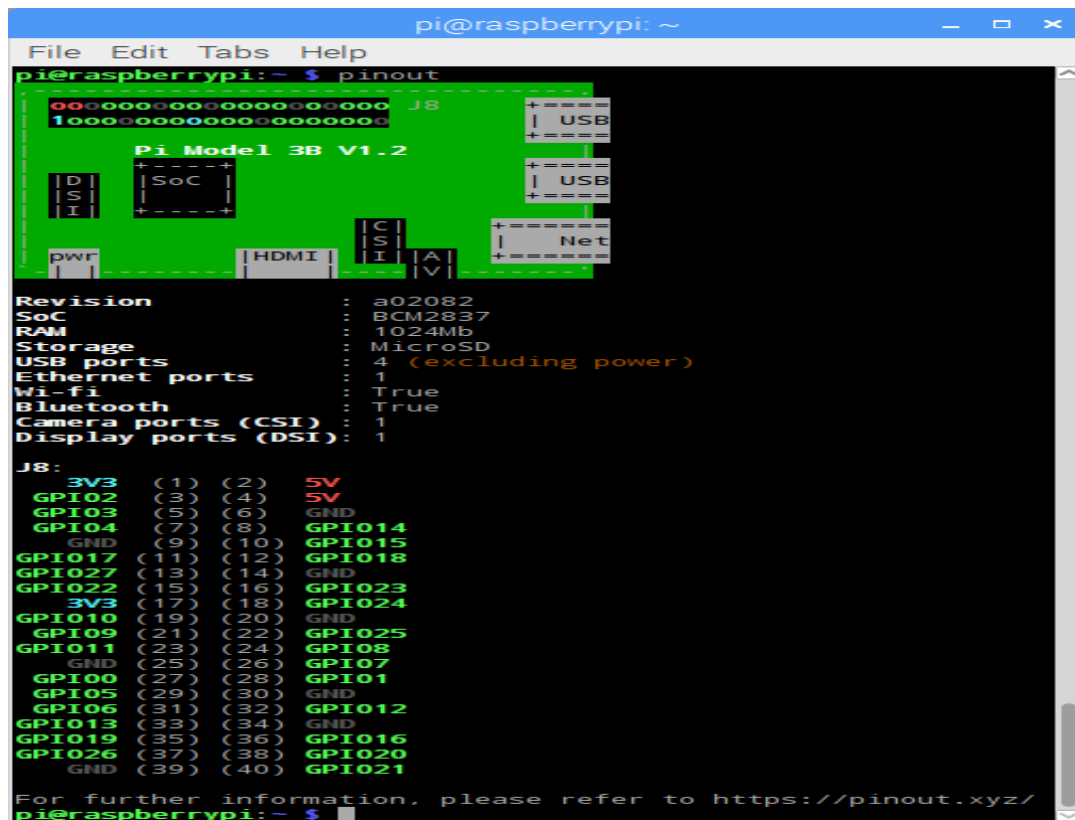 pi@raspberrypi: ~
File Edit Tabs Help
pi@raspberrypi:~ $ pinout
,--------------------------------.
| oooooooooooooooooooo J8     +====
| 1ooooooooooooooooooo        | USB
|                             +====
|      Pi Model 3B V1.2          |
|      +----+                 +====
| |D|  |SoC |                 | USB
| |S|  |    |                 +====
| |I|  +----+                    |
|                   |C|     +======
|                   |S|     |   Net
| pwr        |HDMI| |I||A|  +======
`-| |--------|    |----|V|-------'
Revision           : a02082
SoC                : BCM2837
RAM                : 1024Mb
Storage            : MicroSD
USB ports          : 4 (excluding power)
Ethernet ports     : 1
Wi-fi              : True
Bluetooth          : True
Camera ports (CSI) : 1
Display ports (DSI): 1
J8:
   3V3  (1) (2)  5V
 GPIO2  (3) (4)  5V
 GPIO3  (5) (6)  GND
 GPIO4  (7) (8)  GPIO14
   GND  (9) (10) GPIO15
GPIO17 (11) (12) GPIO18
GPIO27 (13) (14) GND
GPIO22 (15) (16) GPIO23
   3V3 (17) (18) GPIO24
GPIO10 (19) (20) GND
 GPIO9 (21) (22) GPIO25
GPIO11 (23) (24) GPIO8
   GND (25) (26) GPIO7
 GPIO0 (27) (28) GPIO1
 GPIO5 (29) (30) GND
 GPIO6 (31) (32) GPIO12
GPIO13 (33) (34) GND
GPIO19 (35) (36) GPIO16
GPIO26 (37) (38) GPIO20
   GND (39) (40) GPIO21
For further information, please refer to https://pinout.xyz/
pi@raspberrypi:~ $